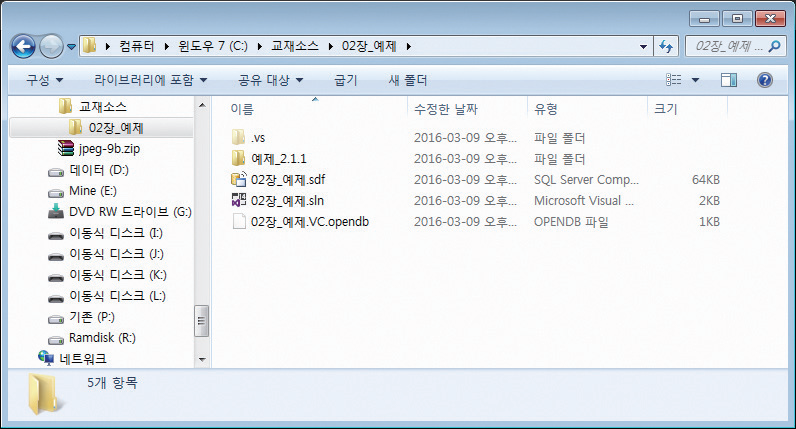 컴퓨터 ▸ 윈도우 7 (C:) ▸ 교재소스 ▸ 02장_예제 ▸
02장_예제 ...
구성 라이브러리에 포함 공유 대상 굽기 새 폴더
교재소스
02장_예제
jpeg-9b.zip
데이터 (D:)
Mine (E:)
DVD RW 드라이브 (G:)
이동식 디스크 (I:)
이동식 디스크 (J:)
이동식 디스크 (K:)
이동식 디스크 (L:)
기존 (P:)
Ramdisk (R:)
네트워크
이름 수정한 날짜 유형 크기
.vs 2016-03-09 오후... 파일 폴더
예제_2.1.1 2016-03-09 오후... 파일 폴더
02장_예제.sdf 2016-03-09 오후... SQL Server Comp... 64KB
02장_예제.sln 2016-03-09 오후... Microsoft Visual ... 2KB
02장_예제.VC.opendb 2016-03-09 오후... OPENDB 파일 1KB
5개 항목